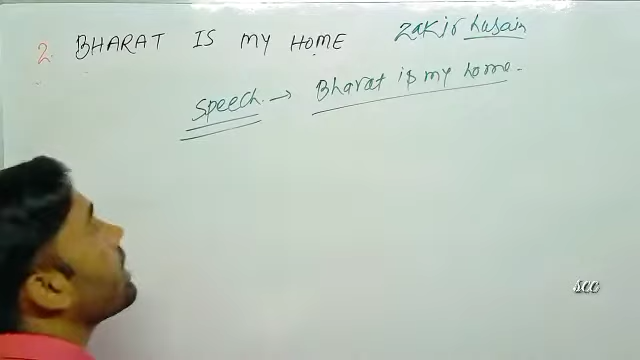 2. BHARAT IS MY HOME Zakir husain
Speech. → Bharat is my home.
scc